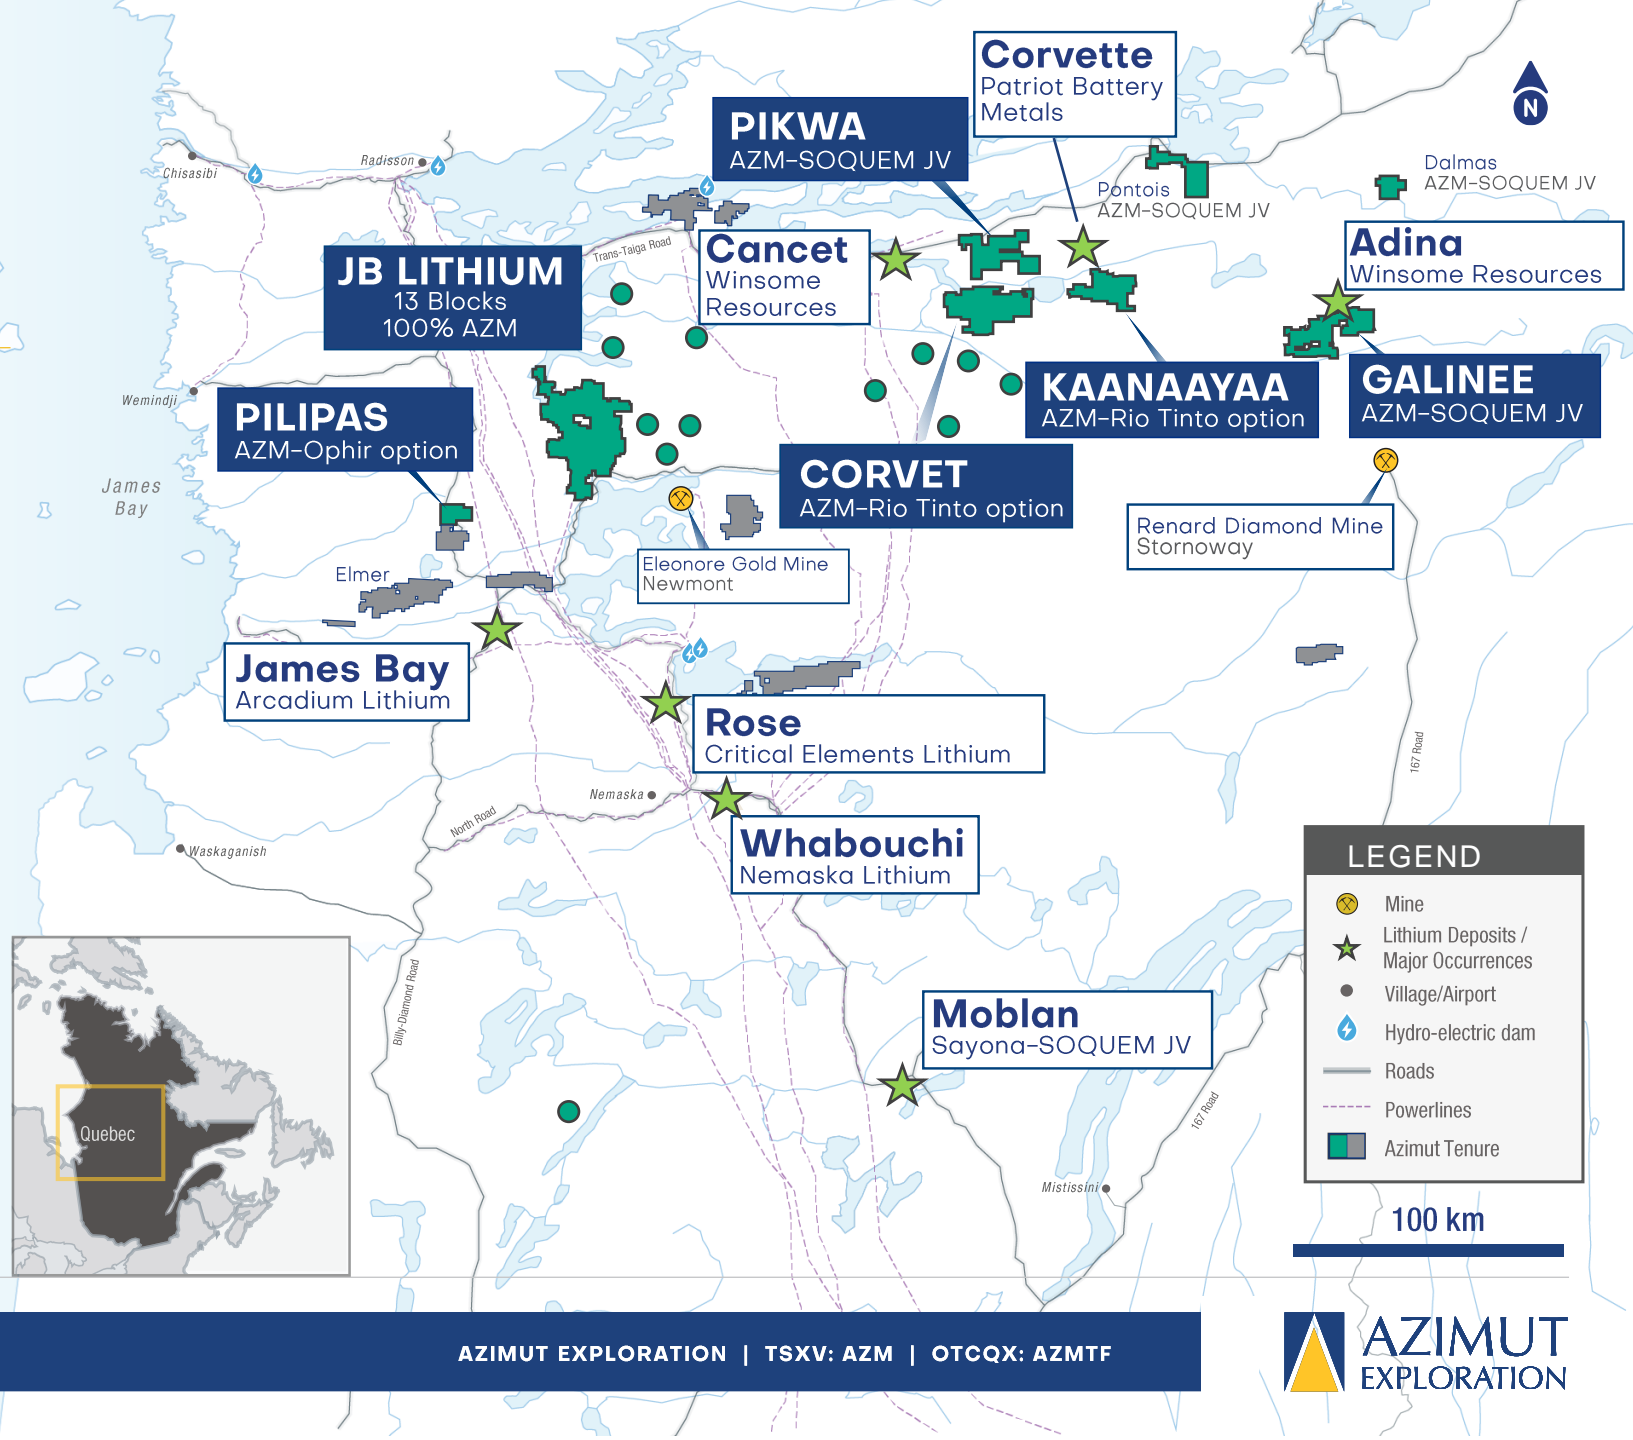 Corvette
Patriot Battery
Metals
N
PIKWA
AZM–SOQUEM JV
Chisasibi
Radisson
Pontois
AZM–SOQUEM JV
Dalmas
AZM–SOQUEM JV
Trans-Taiga Road
Cancet
Winsome
Resources
Adina
Winsome Resources
JB LITHIUM
13 Blocks
100% AZM
Wemindji
PILIPAS
AZM–Ophir option
KAANAAYAA
AZM–Rio Tinto option
GALINEE
AZM–SOQUEM JV
CORVET
AZM–Rio Tinto option
James
Bay
Renard Diamond Mine
Stornoway
Eleonore Gold Mine
Newmont
Elmer
James Bay
Arcadium Lithium
Rose
Critical Elements Lithium
167 Road
Nemaska
North Road
Waskaganish
Whabouchi
Nemaska Lithium
Billy-Diamond Road
Moblan
Sayona–SOQUEM JV
167 Road
Mistissini
Quebec
LEGEND
Mine
Lithium Deposits /
Major Occurrences
Village/Airport
Hydro-electric dam
Roads
Powerlines
Azimut Tenure
100 km
AZIMUT EXPLORATION | TSXV: AZM | OTCQX: AZMTF
AZIMUT
EXPLORATION